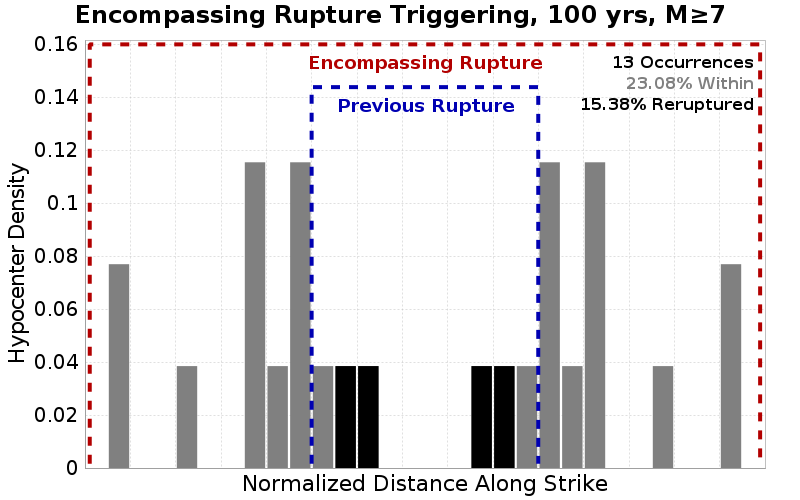 Encompassing Rupture Triggering, 100 yrs, M≥7
0.16
0.14
0.12
0.1
0.08
0.06
0.04
0.02
0
Hypocenter Density
Encompassing Rupture
Previous Rupture
13 Occurrences
23.08% Within
15.38% Reruptured
Normalized Distance Along Strike